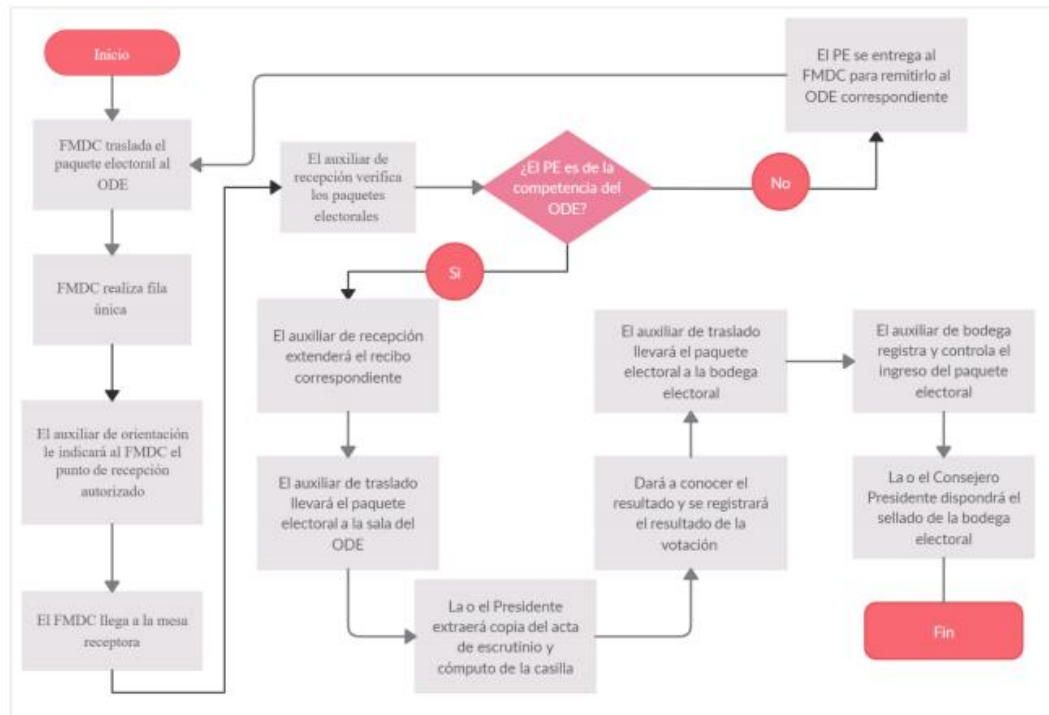 Inicio
FMDC traslada el
paquete electoral al
ODE
FMDC realiza fila
única
El auxiliar de orientación
le indicará al FMDC el
punto de recepción
autorizado
El FMDC llega a la mesa
receptora
El auxiliar de
recepción verifica
los paquetes
electorales
¿El PE es de la
competencia del
ODE?
No
El PE se entrega al
FMDC para remitirlo al
ODE correspondiente
Si
El auxiliar de recepción
extenderá el recibo
correspondiente
El auxiliar de traslado
llevará el paquete
electoral a la sala del
ODE
La o el Presidente
extraerá copia del acta
de escrutinio y
cómputo de la casilla
Dará a conocer el
resultado y se registrará
el resultado de la
votación
El auxiliar de traslado
llevará el paquete
electoral a la bodega
electoral
El auxiliar de bodega
registra y controla el
ingreso del paquete
electoral
La o el Consejero
Presidente dispondrá el
sellado de la bodega
electoral
Fin